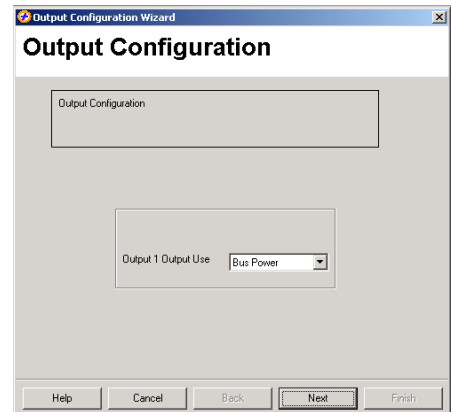 Output Configuration Wizard
Output Configuration
Output Configuration
Output 1 Output Use Bus Power
Help Cancel Back Next Finish